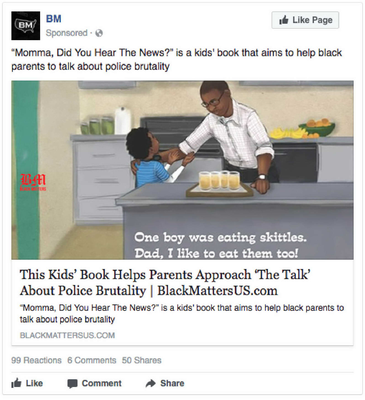 BM
BM
Sponsored ·
Like Page
"Momma, Did You Hear The News?" is a kids' book that aims to help black
parents to talk about police brutality
BM
One boy was eating skittles.
Dad, I like to eat them too!
This Kids' Book Helps Parents Approach 'The Talk'
About Police Brutality | BlackMattersUS.com
"Momma, Did You Hear The News?" is a kids' book that aims to help black parents to
talk about police brutality
BLACKMATTERSUS.COM
99 Reactions 6 Comments 50 Shares
Like Comment Share